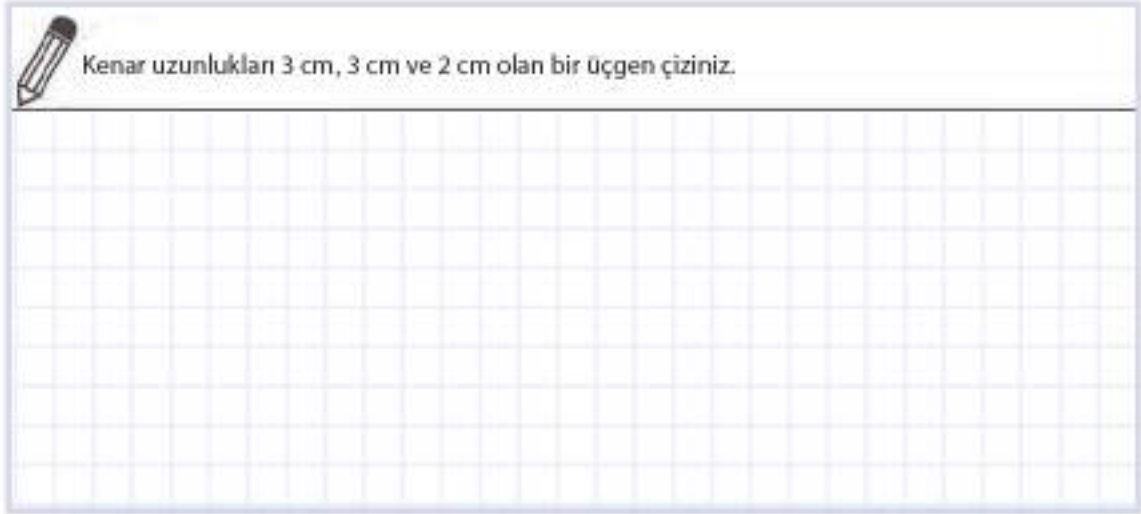 Kenar uzunlukları 3 cm, 3 cm ve 2 cm olan bir üçgen çiziniz.